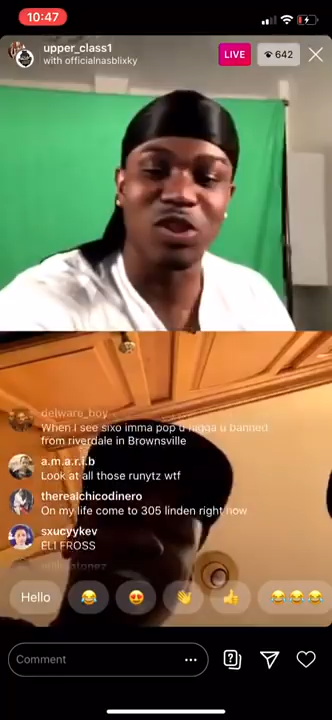 10:47
upper_class1
with officialnasblixky
LIVE
642
delware_boy
When I see sixo imma pop u nigga u banned
from riverdale in Brownsville
a.m.a.r.i.b
Look at all those runytz wtf
therealchicodinero
On my life come to 305 linden right now
sxucyykev
ELI FROSS
Hello
Comment